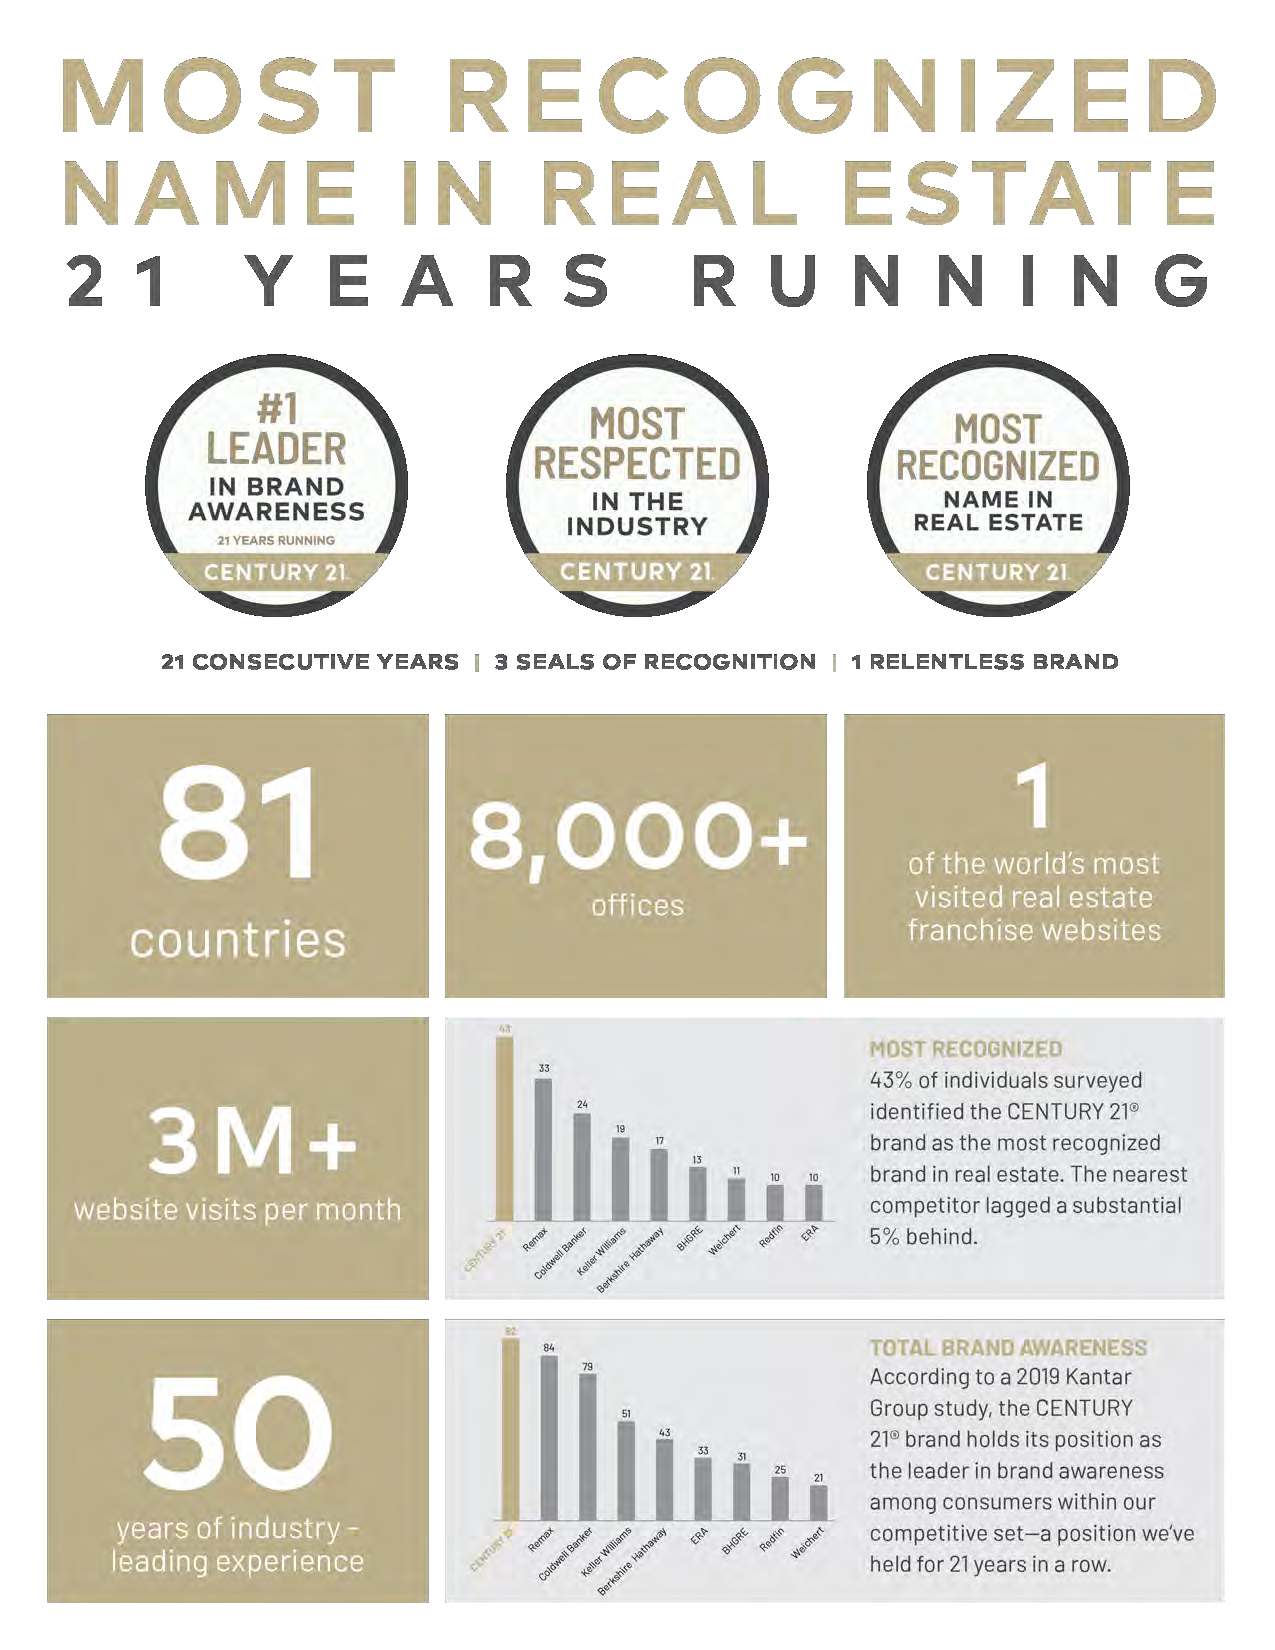 MOST RECOGNIZED
NAME IN REAL ESTATE
21 YEARS RUNNING
#1
LEADER
IN BRAND
AWARENESS
21 YEARS RUNNING
CENTURY 21.
MOST
RESPECTED
IN THE
INDUSTRY
CENTURY 21.
MOST
RECOGNIZED
NAME IN
REAL ESTATE
CENTURY 21.
21 CONSECUTIVE YEARS | 3 SEALS OF RECOGNITION | 1 RELENTLESS BRAND
81
countries
8,000+
offices
1
of the world's most
visited real estate
franchise websites
3M+
website visits per month
43
33
24
19
17
13
11
10
10
CENTURY 21
Remax
Coldwell Banker
Keller Williams
Berkshire Hathaway
BHGRE
Weichert
Redfin
ERA
MOST RECOGNIZED
43% of individuals surveyed
identified the CENTURY 21®
brand as the most recognized
brand in real estate. The nearest
competitor lagged a substantial
5% behind.
50
years of industry -
leading experience
92
84
79
51
43
33
31
25
21
CENTURY 21
Remax
Coldwell Banker
Keller Williams
Berkshire Hathaway
ERA
BHGRE
Redfin
Weichert
TOTAL BRAND AWARENESS
According to a 2019 Kantar
Group study, the CENTURY
21® brand holds its position as
the leader in brand awareness
among consumers within our
competitive set—a position we've
held for 21 years in a row.